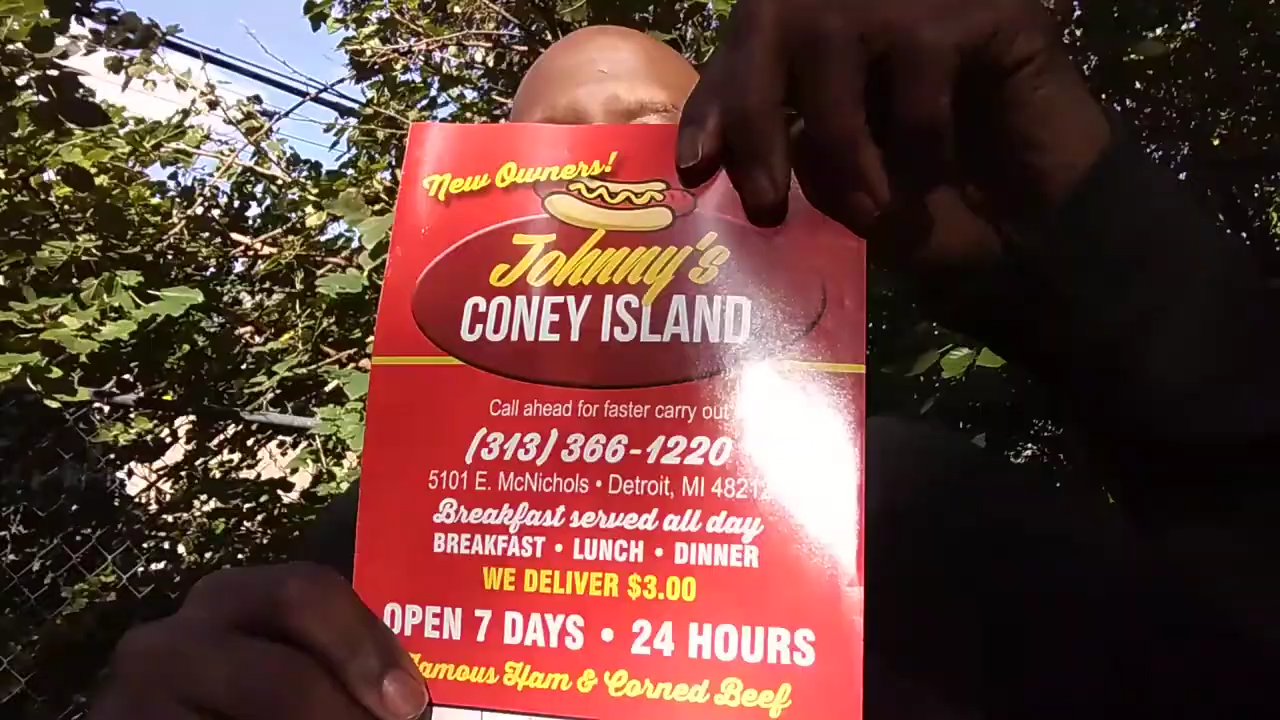 New Owners!
Johnny's
CONEY ISLAND
Call ahead for faster carry out
(313) 366-1220
5101 E. McNichols • Detroit, MI 48212
Breakfast served all day
BREAKFAST • LUNCH • DINNER
WE DELIVER $3.00
OPEN 7 DAYS • 24 HOURS
Famous Ham & Corned Beef